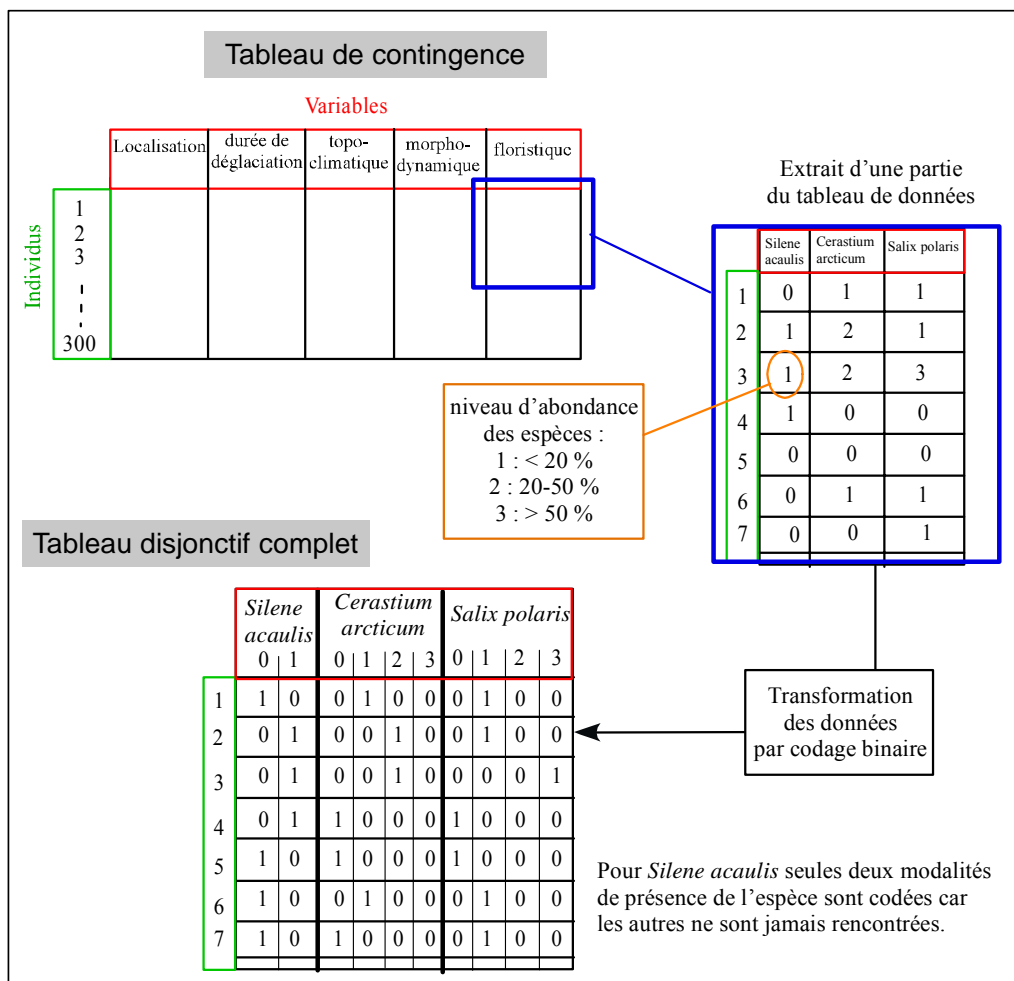 Tableau de contingence
Variables
Localisation durée de déglaciation topo-climatique morpho-dynamique floristique
Individus
1
2
3
300
Extrait d'une partie
du tableau de données
Silene acaulis Cerastium arcticum Salix polaris
1 0 1 1
2 1 2 1
3 1 2 3
4 1 0 0
5 0 0 0
6 0 1 1
7 0 0 1
niveau d'abondance
des espèces :
1 : < 20 %
2 : 20-50 %
3 : > 50 %
Tableau disjonctif complet
Silene acaulis Cerastium arcticum Salix polaris
0 1 0 1 2 3 0 1 2 3
1 1 0 0 1 0 0 0 1 0 0
2 0 1 0 0 1 0 0 1 0 0
3 0 1 0 0 1 0 0 0 0 1
4 0 1 1 0 0 0 1 0 0 0
5 1 0 1 0 0 0 1 0 0 0
6 1 0 0 1 0 0 0 1 0 0
7 1 0 1 0 0 0 0 1 0 0
Transformation
des données
par codage binaire
Pour Silene acaulis seules deux modalités
de présence de l'espèce sont codées car
les autres ne sont jamais rencontrées.